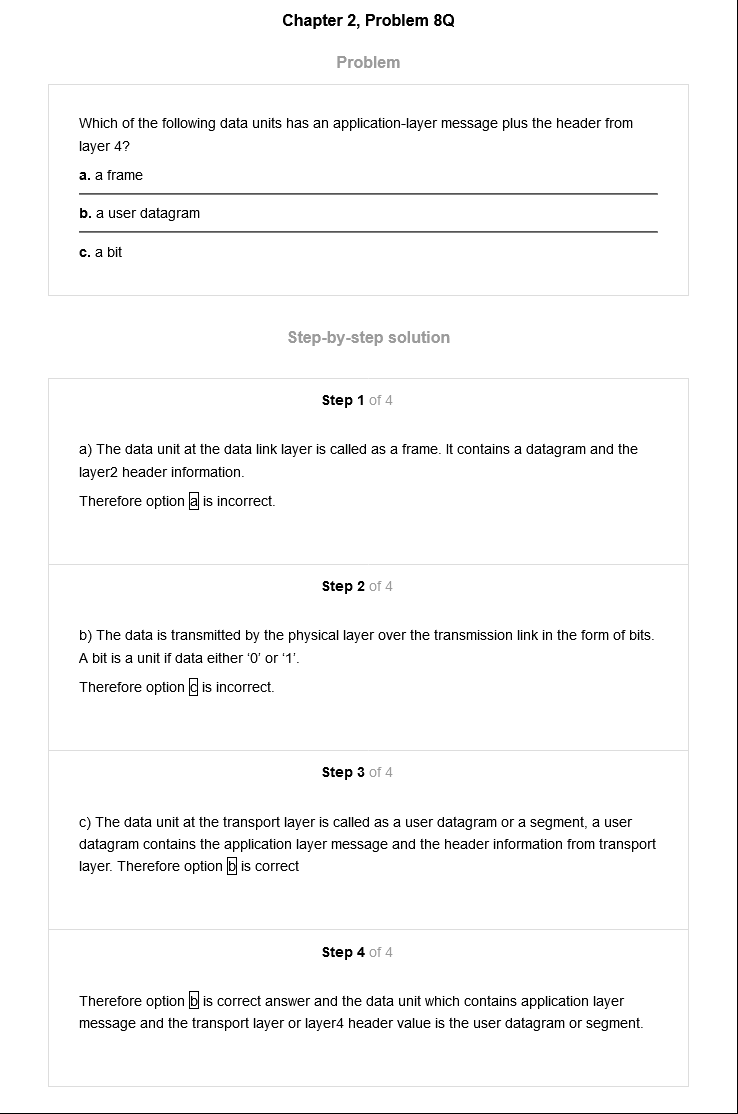 Chapter 2, Problem 8Q
Problem
Which of the following data units has an application-layer message plus the header from
layer 4?
a. a frame
b. a user datagram
c. a bit
Step-by-step solution
Step 1 of 4
a) The data unit at the data link layer is called as a frame. It contains a datagram and the
layer2 header information.
Therefore option a is incorrect.
Step 2 of 4
b) The data is transmitted by the physical layer over the transmission link in the form of bits.
A bit is a unit if data either ‘0’ or ‘1’.
Therefore option c is incorrect.
Step 3 of 4
c) The data unit at the transport layer is called as a user datagram or a segment, a user
datagram contains the application layer message and the header information from transport
layer. Therefore option b is correct
Step 4 of 4
Therefore option b is correct answer and the data unit which contains application layer
message and the transport layer or layer4 header value is the user datagram or segment.